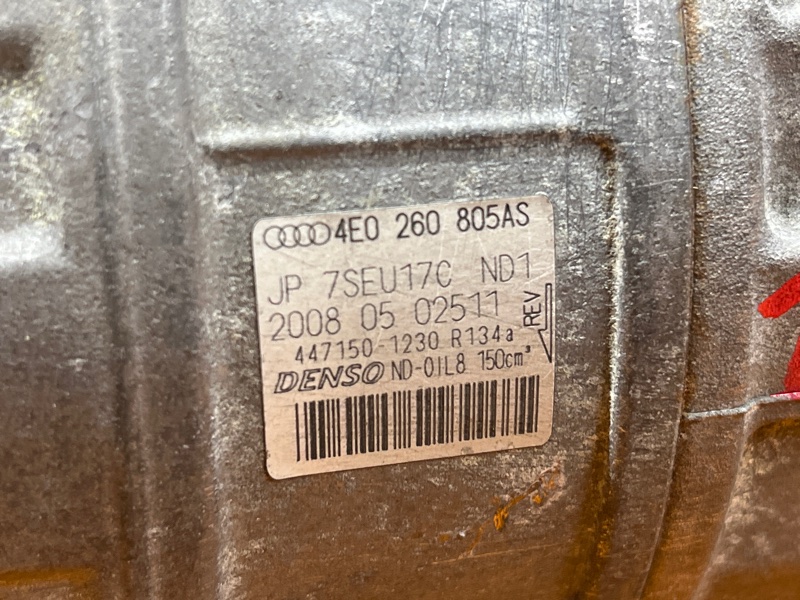 4E0 260 805AS
JP 7SEU17C ND1
2008 05 02511
REV
447150-1230 R134a
DENSO ND-OIL8 150cm³